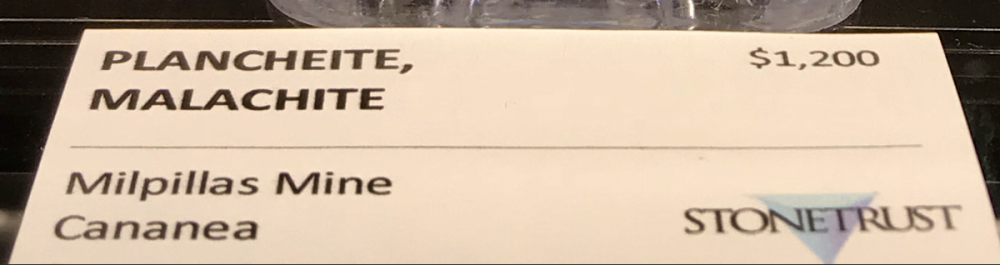 PLANCHEITE,
MALACHITE
$1,200
Milpillas Mine
Cananea
STONETRUST